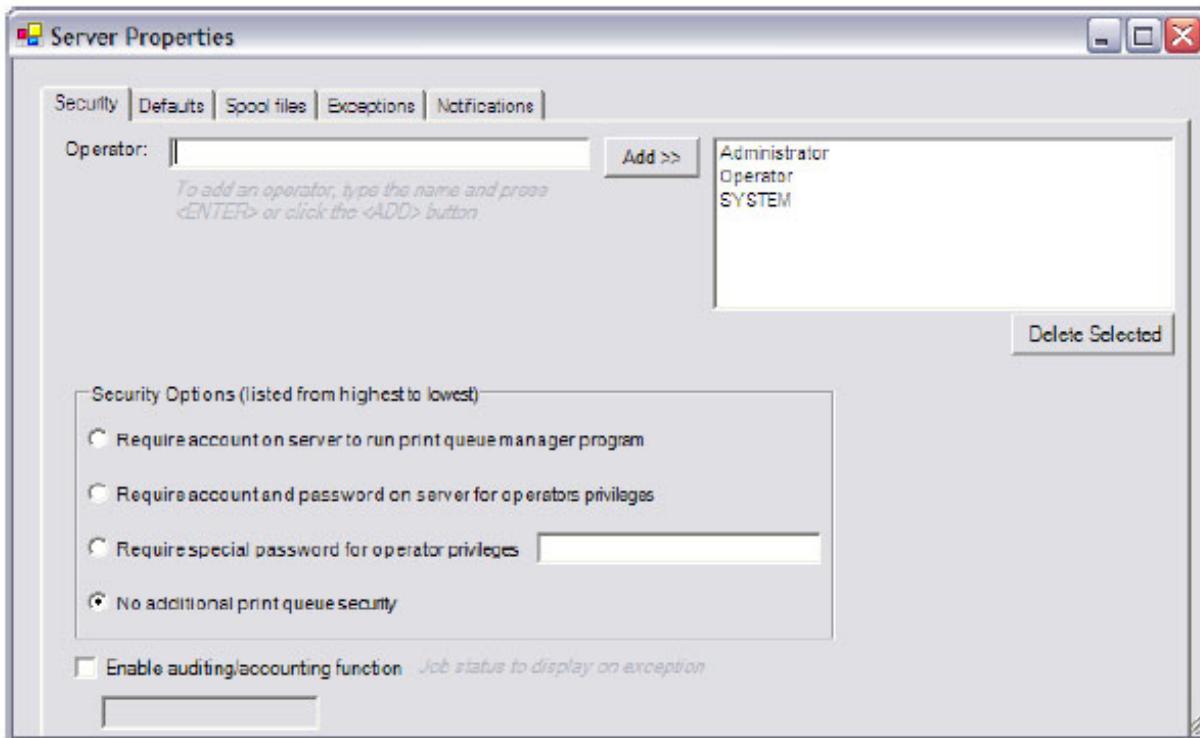 Server Properties
Security Defaults Spool files Exceptions Notifications
Operator:
Add >>
To add an operator, type the name and press
<ENTER> or click the <ADD> button
Administrator
Operator
SYSTEM
Delete Selected
Security Options (listed from highest to lowest)
Require account on server to run print queue manager program
Require account and password on server for operators privileges
Require special password for operator privileges
No additional print queue security
Enable auditing/accounting function Job status to display on exception